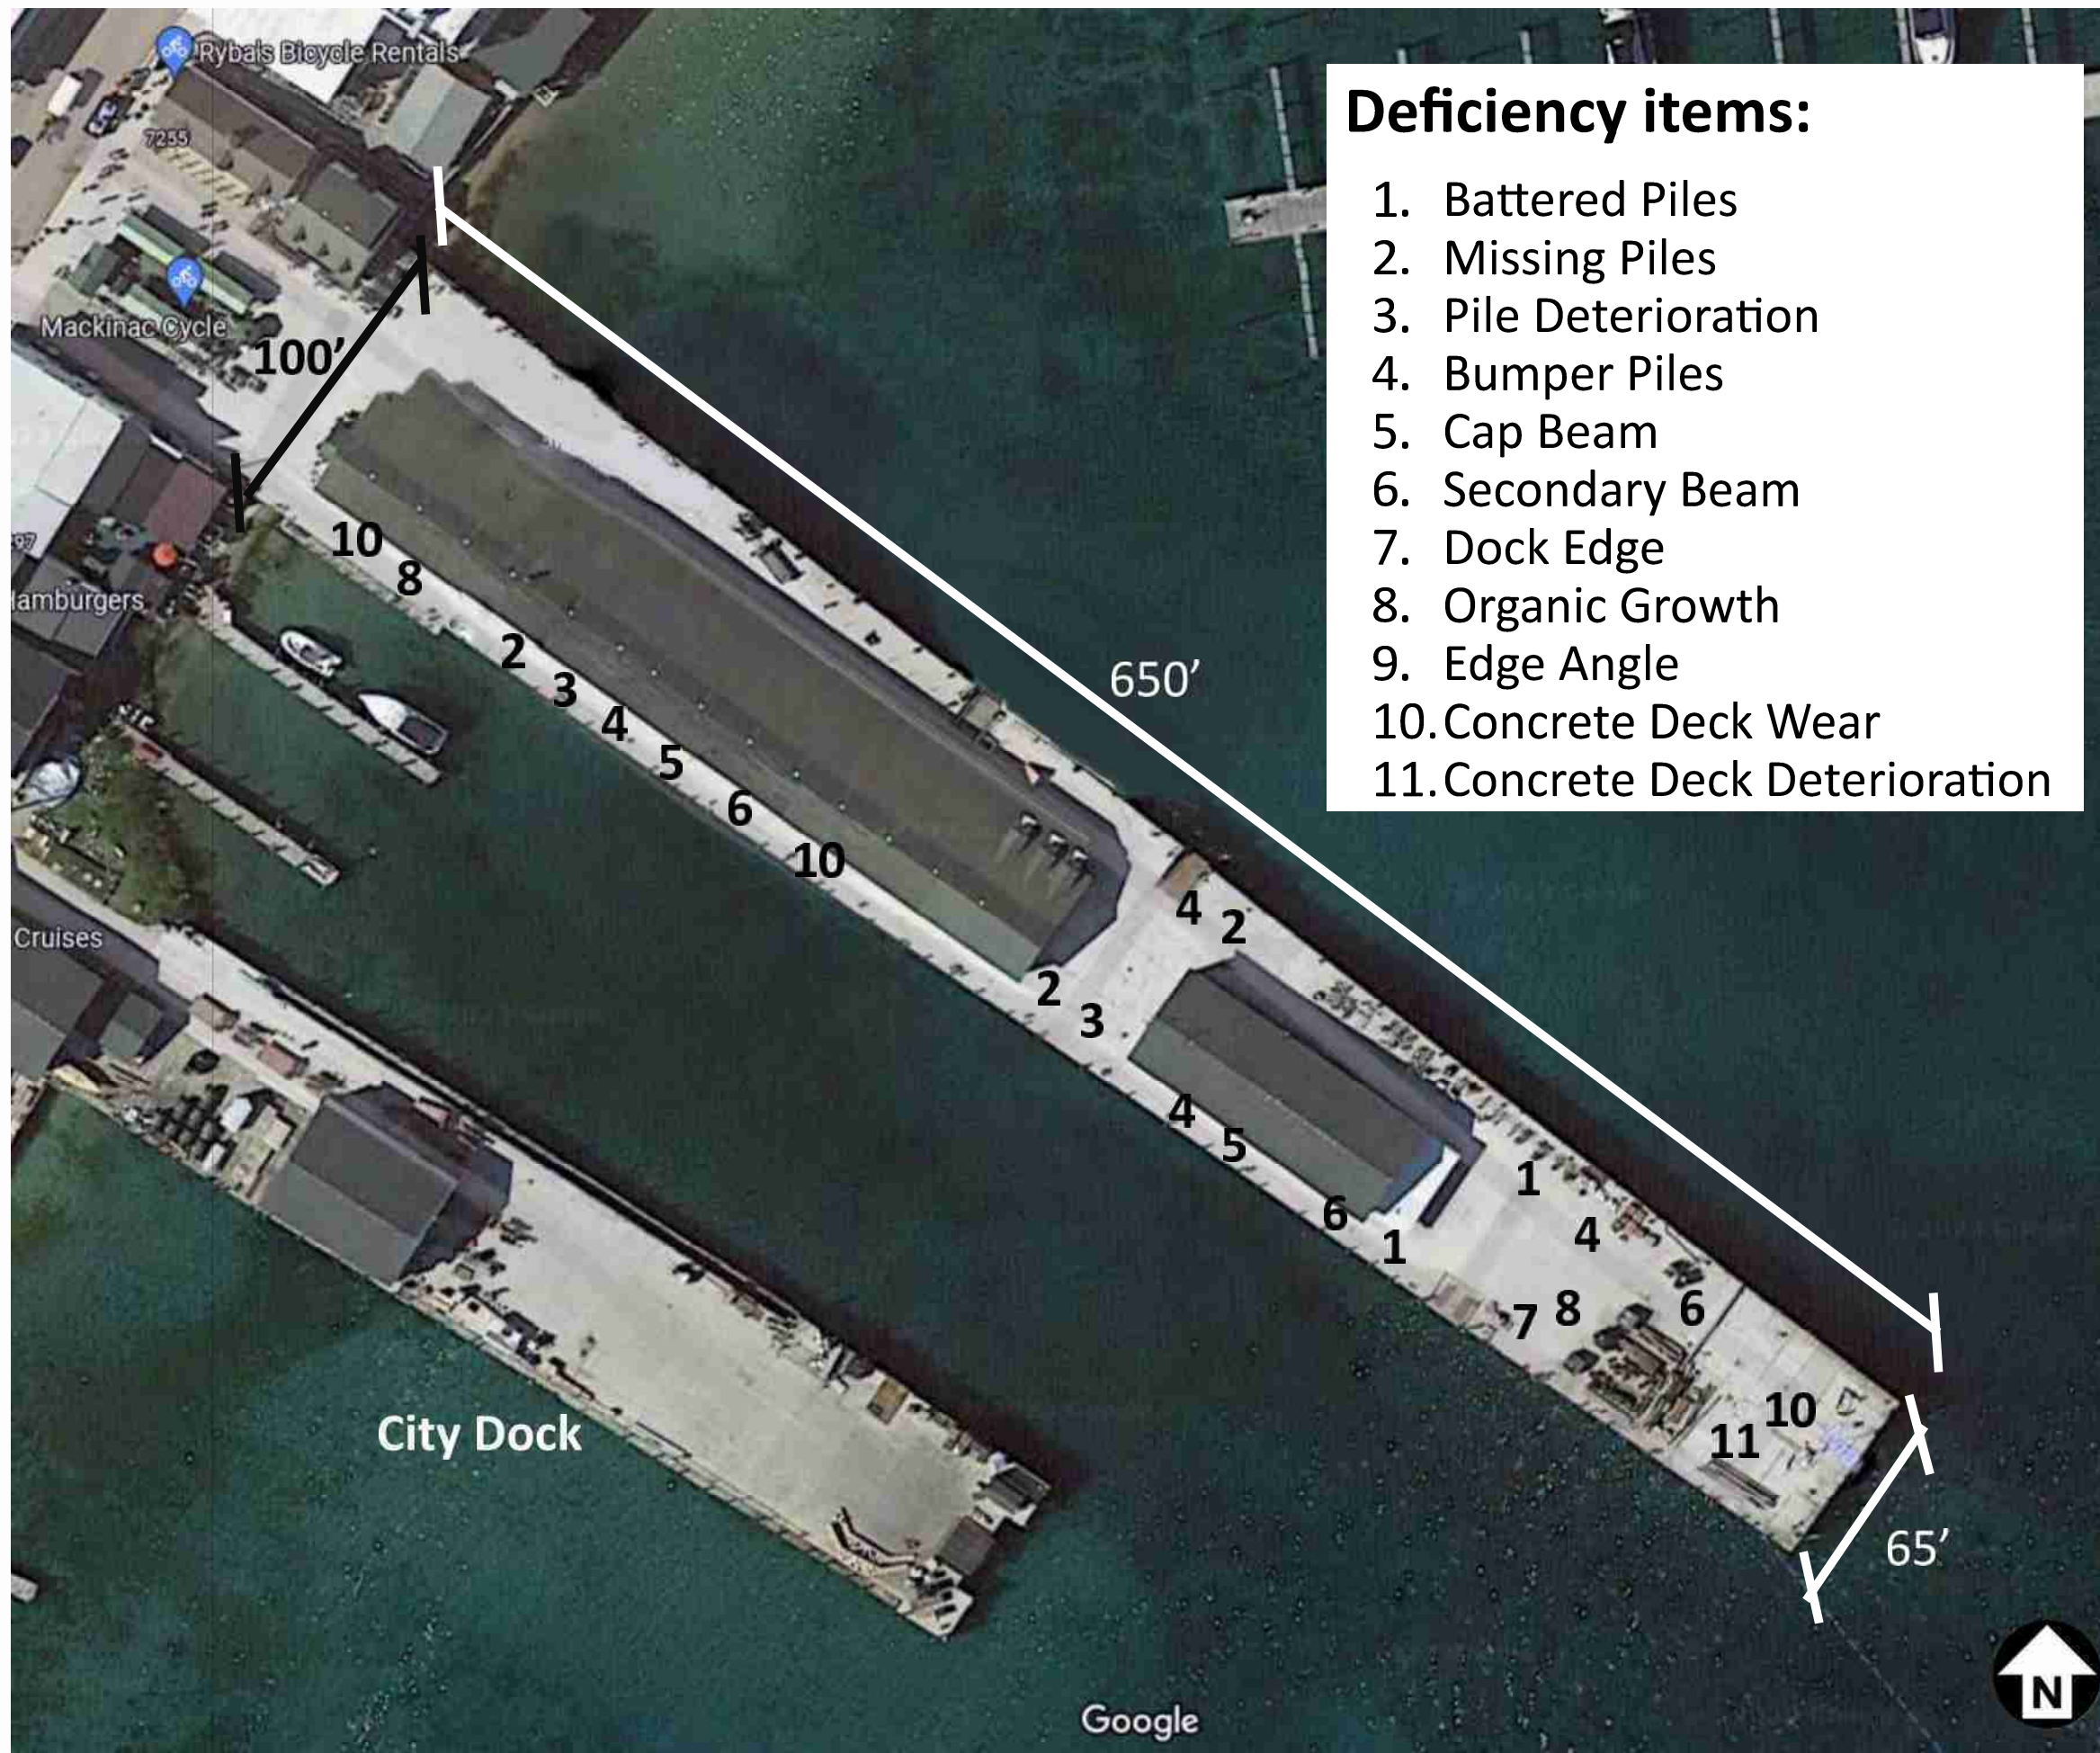 Rybas Bicycle Rentals
7255
Mackinac Cycle
100’
97
Hamburgers
Cruises
Deficiency items:
1. Battered Piles
2. Missing Piles
3. Pile Deterioration
4. Bumper Piles
5. Cap Beam
6. Secondary Beam
7. Dock Edge
8. Organic Growth
9. Edge Angle
10. Concrete Deck Wear
11. Concrete Deck Deterioration
650’
10
8
2
3
4
5
6
10
4
2
2
3
4
5
6
1
1
4
7
8
6
10
11
65’
City Dock
Google
N